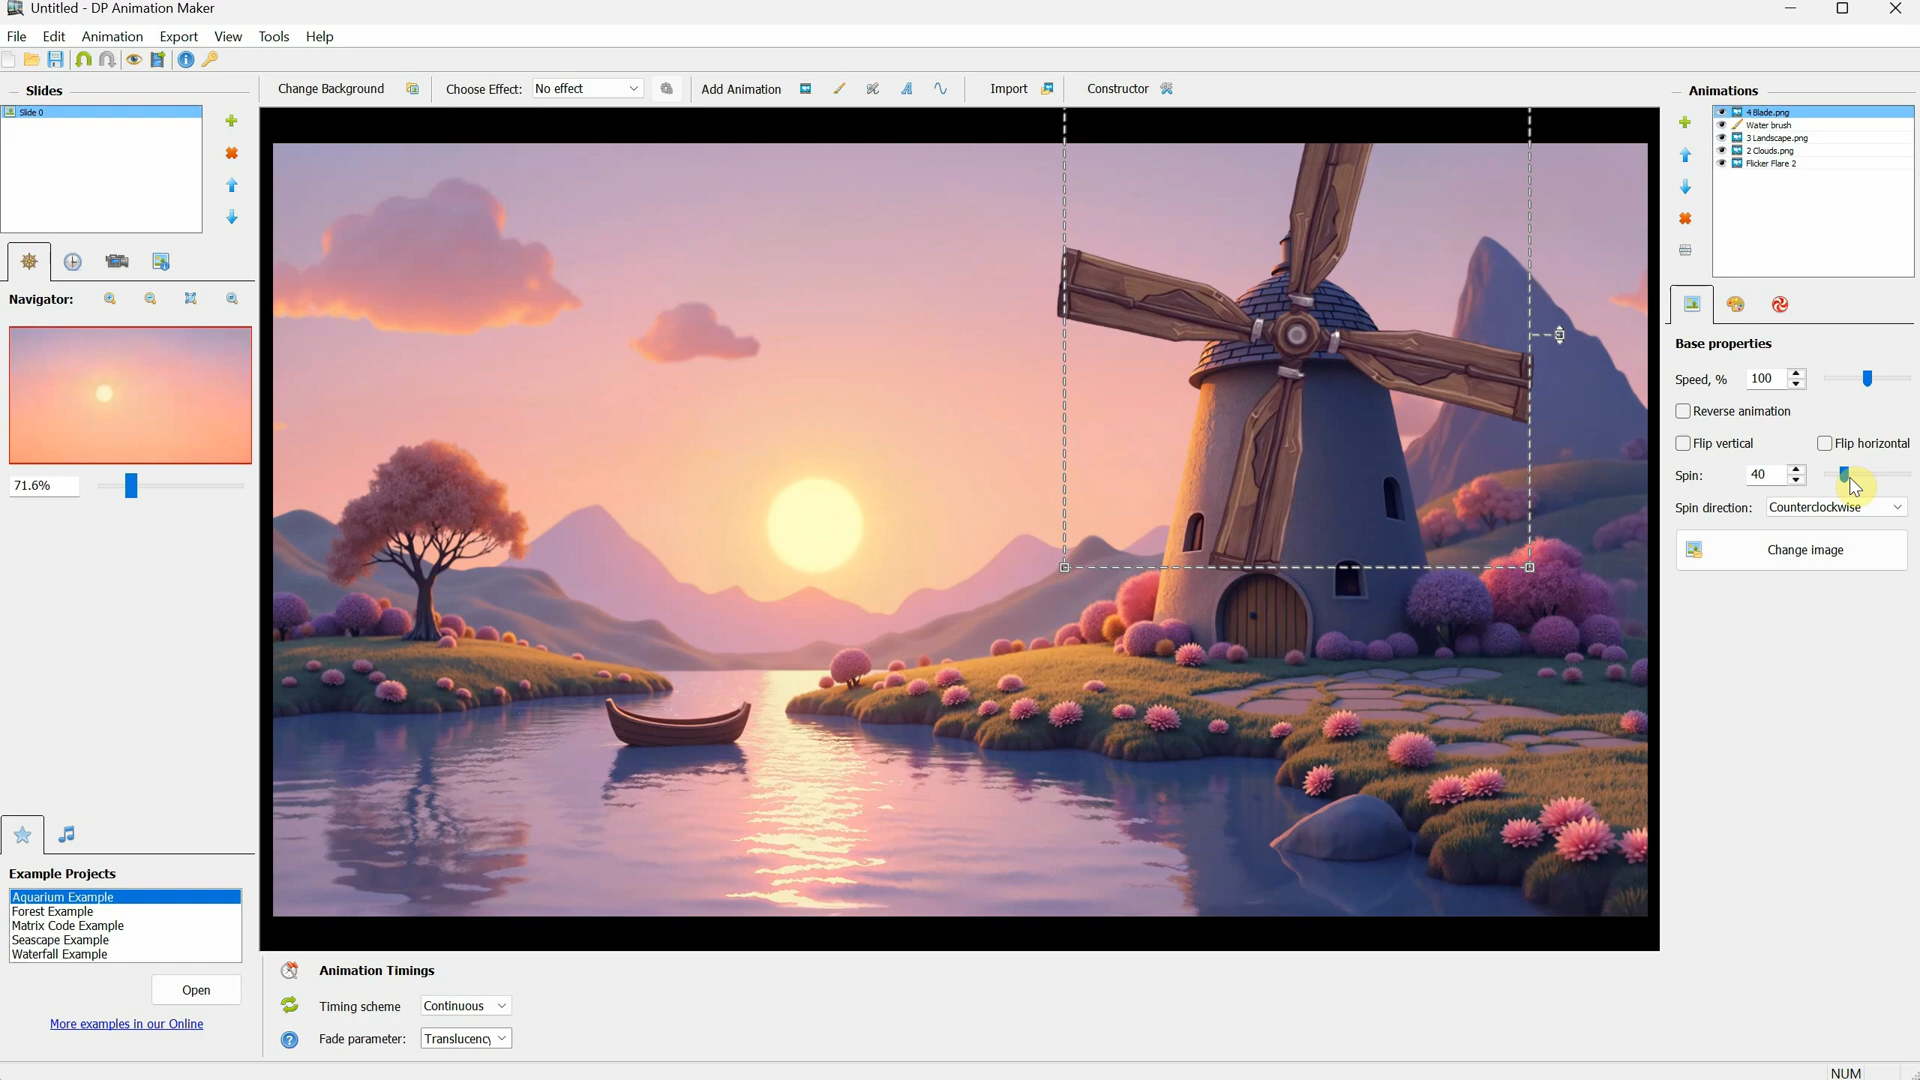 Untitled - DP Animation Maker
File Edit Animation Export View Tools Help
Slides
Change Background Choose Effect: No effect Add Animation Import Constructor
Animations
Slide 0
4 Blade.png
Water brush
3 Landscape.png
2 Clouds.png
Flicker Flare 2
Navigator:
71.6%
Base properties
Speed, % 100
Reverse animation
Flip vertical Flip horizontal
Spin: 40
Spin direction: Counterclockwise
Change image
Example Projects
Aquarium Example
Forest Example
Matrix Code Example
Seascape Example
Waterfall Example
Open
More examples in our Online
Animation Timings
Timing scheme Continuous
Fade parameter: Translucency
NUM